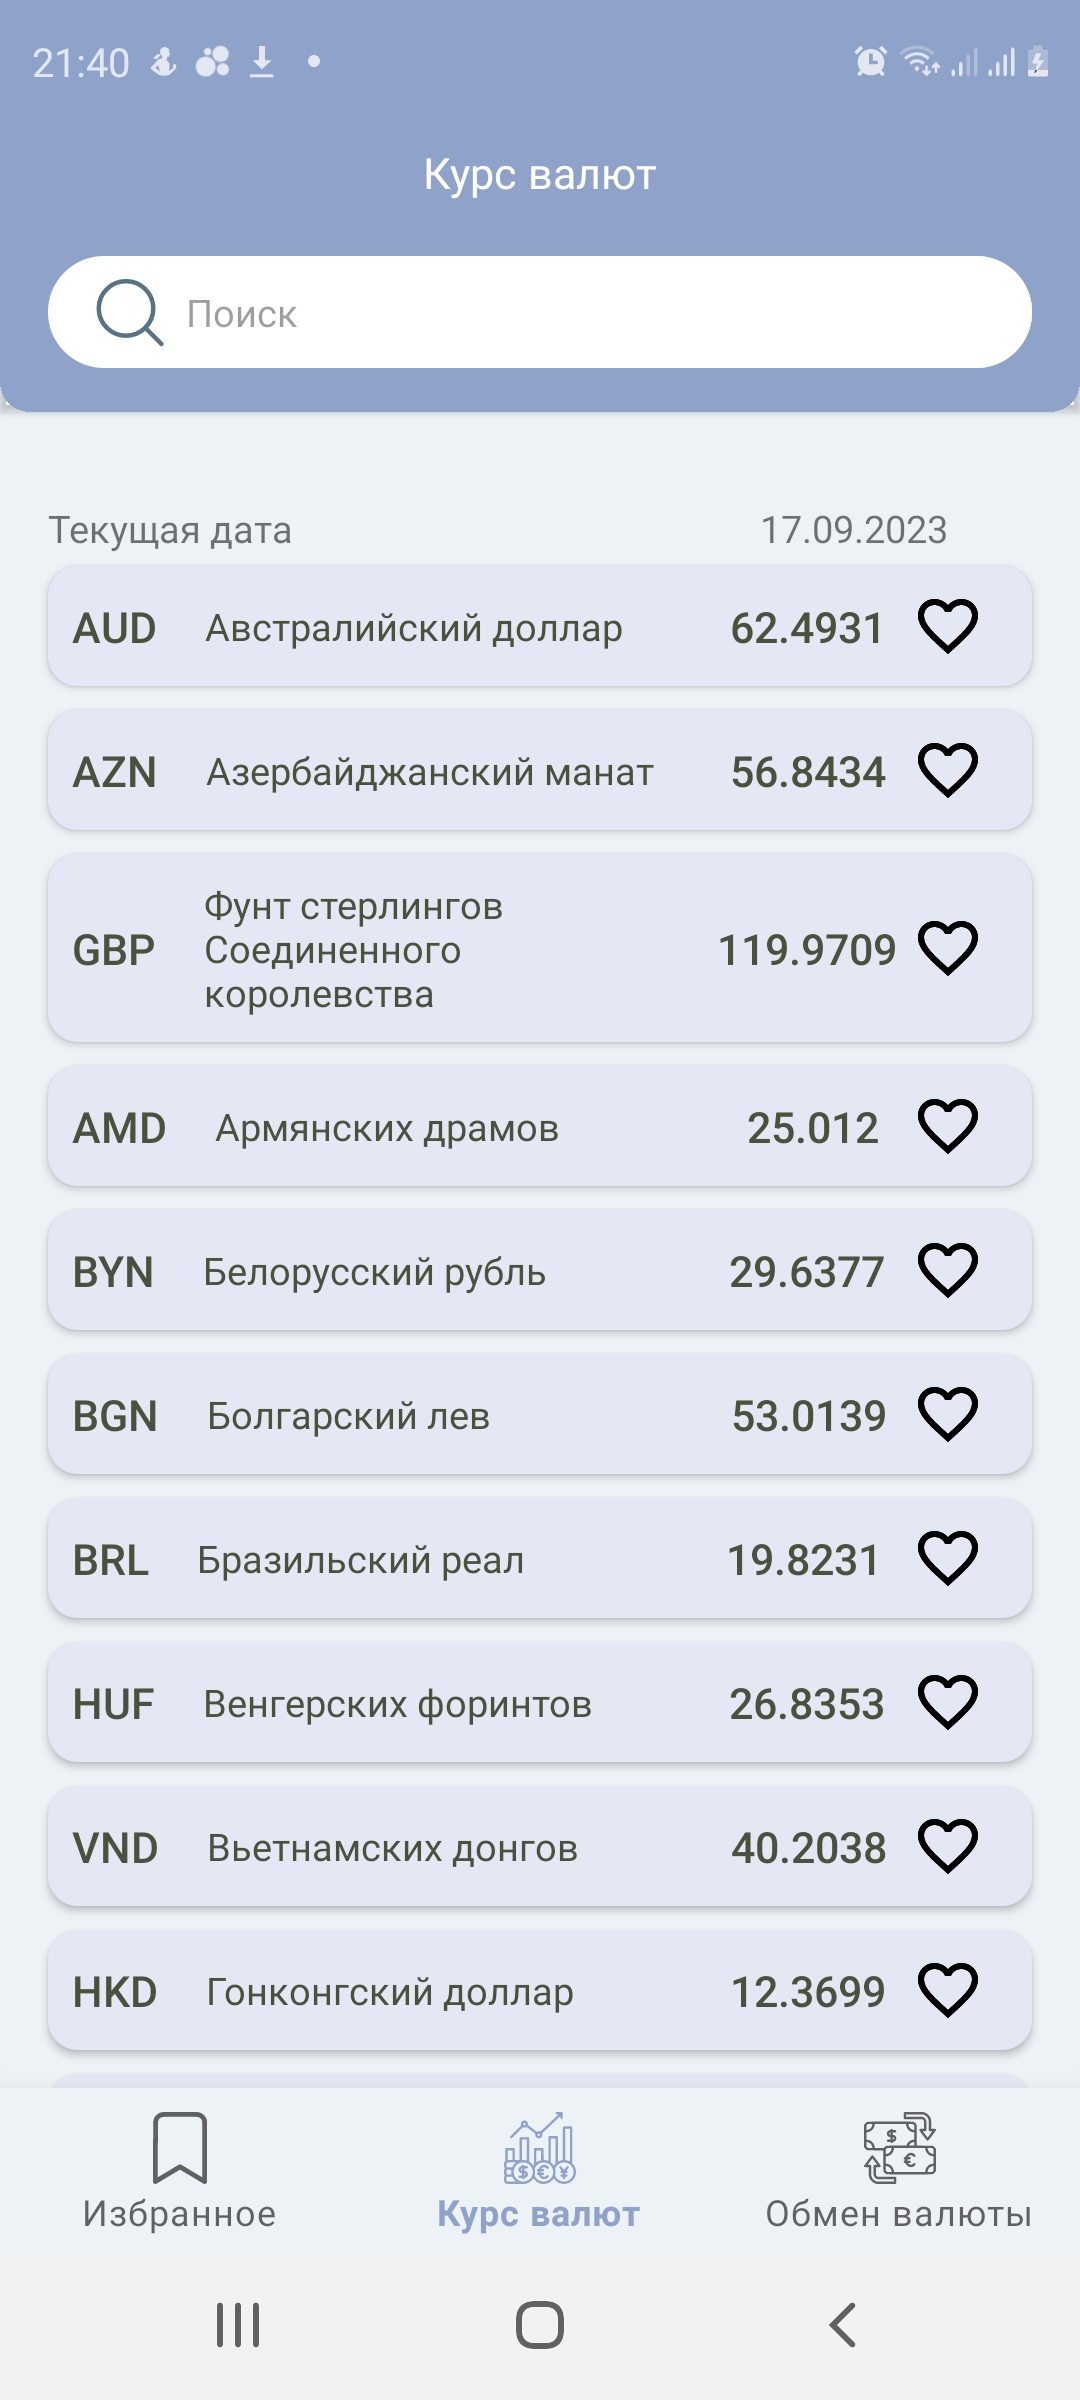 21:40
Курс валют
Поиск
Текущая дата 17.09.2023
AUD Австралийский доллар 62.4931
AZN Азербайджанский манат 56.8434
GBP Фунт стерлингов Соединенного королевства 119.9709
AMD Армянских драмов 25.012
BYN Белорусский рубль 29.6377
BGN Болгарский лев 53.0139
BRL Бразильский реал 19.8231
HUF Венгерских форинтов 26.8353
VND Вьетнамских донгов 40.2038
HKD Гонконгский доллар 12.3699
Избранное Курс валют Обмен валюты